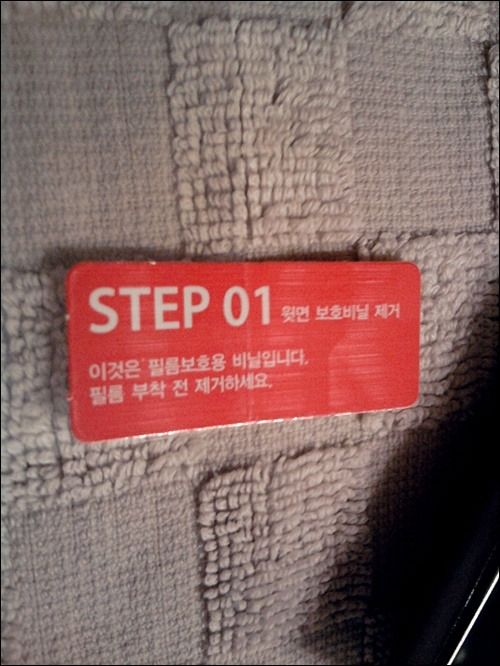 STEP 01 윗면 보호비닐 제거
이것은 필름보호용 비닐입니다.
필름 부착 전 제거하세요.